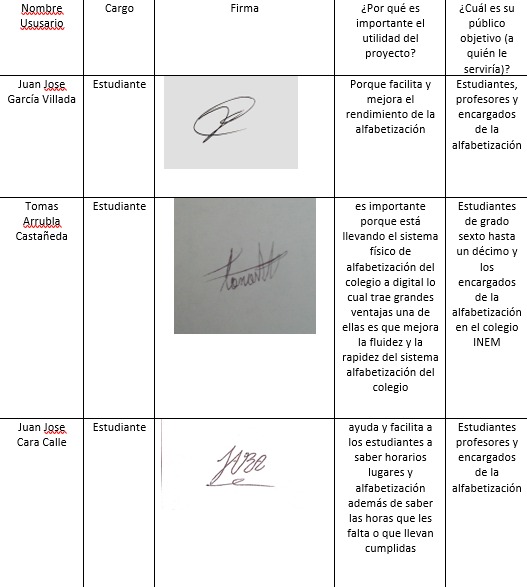 Nombre
Ususario
Cargo
Firma
¿Por qué es
importante el
utilidad del
proyecto?
¿Cuál es su
público
objetivo (a
quién le
serviría)?
Juan Jose
García Villada
Estudiante
Porque facilita y
mejora el
rendimiento de la
alfabetización
Estudiantes,
profesores y
encargados
de la
alfabetización
Tomas
Arrubla
Castañeda
Estudiante
es importante
porque está
llevando el sistema
físico de
alfabetización del
colegio a digital lo
cual trae grandes
ventajas una de
ellas es que mejora
la fluidez y la
rapidez del sistema
alfabetización del
colegio
Estudiantes
de grado
sexto hasta
un décimo y
los
encargados
de la
alfabetización
en el colegio
INEM
Juan Jose
Cara Calle
Estudiante
ayuda y facilita a
los estudiantes a
saber horarios
lugares y
alfabetización
además de saber
las horas que les
falta o que llevan
cumplidas
Estudiantes
profesores y
encargados
de la
alfabetización